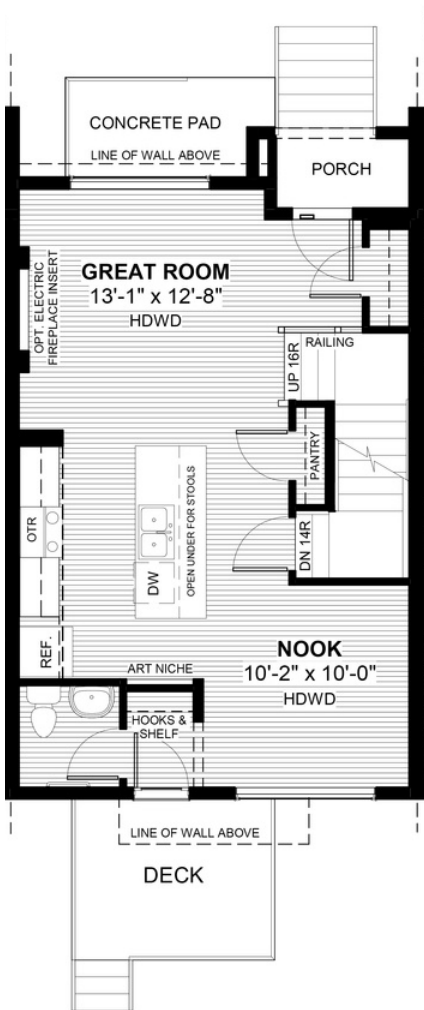 CONCRETE PAD
LINE OF WALL ABOVE
PORCH
GREAT ROOM
13'-1" x 12'-8"
HDWD
OPT. ELECTRIC
FIREPLACE INSERT
RAILING
UP 16R
PANTRY
OTR
OPEN UNDER FOR STOOLS
DW
DN 14R
REF.
ART NICHE
NOOK
10'-2" x 10'-0"
HDWD
HOOKS &
SHELF
LINE OF WALL ABOVE
DECK